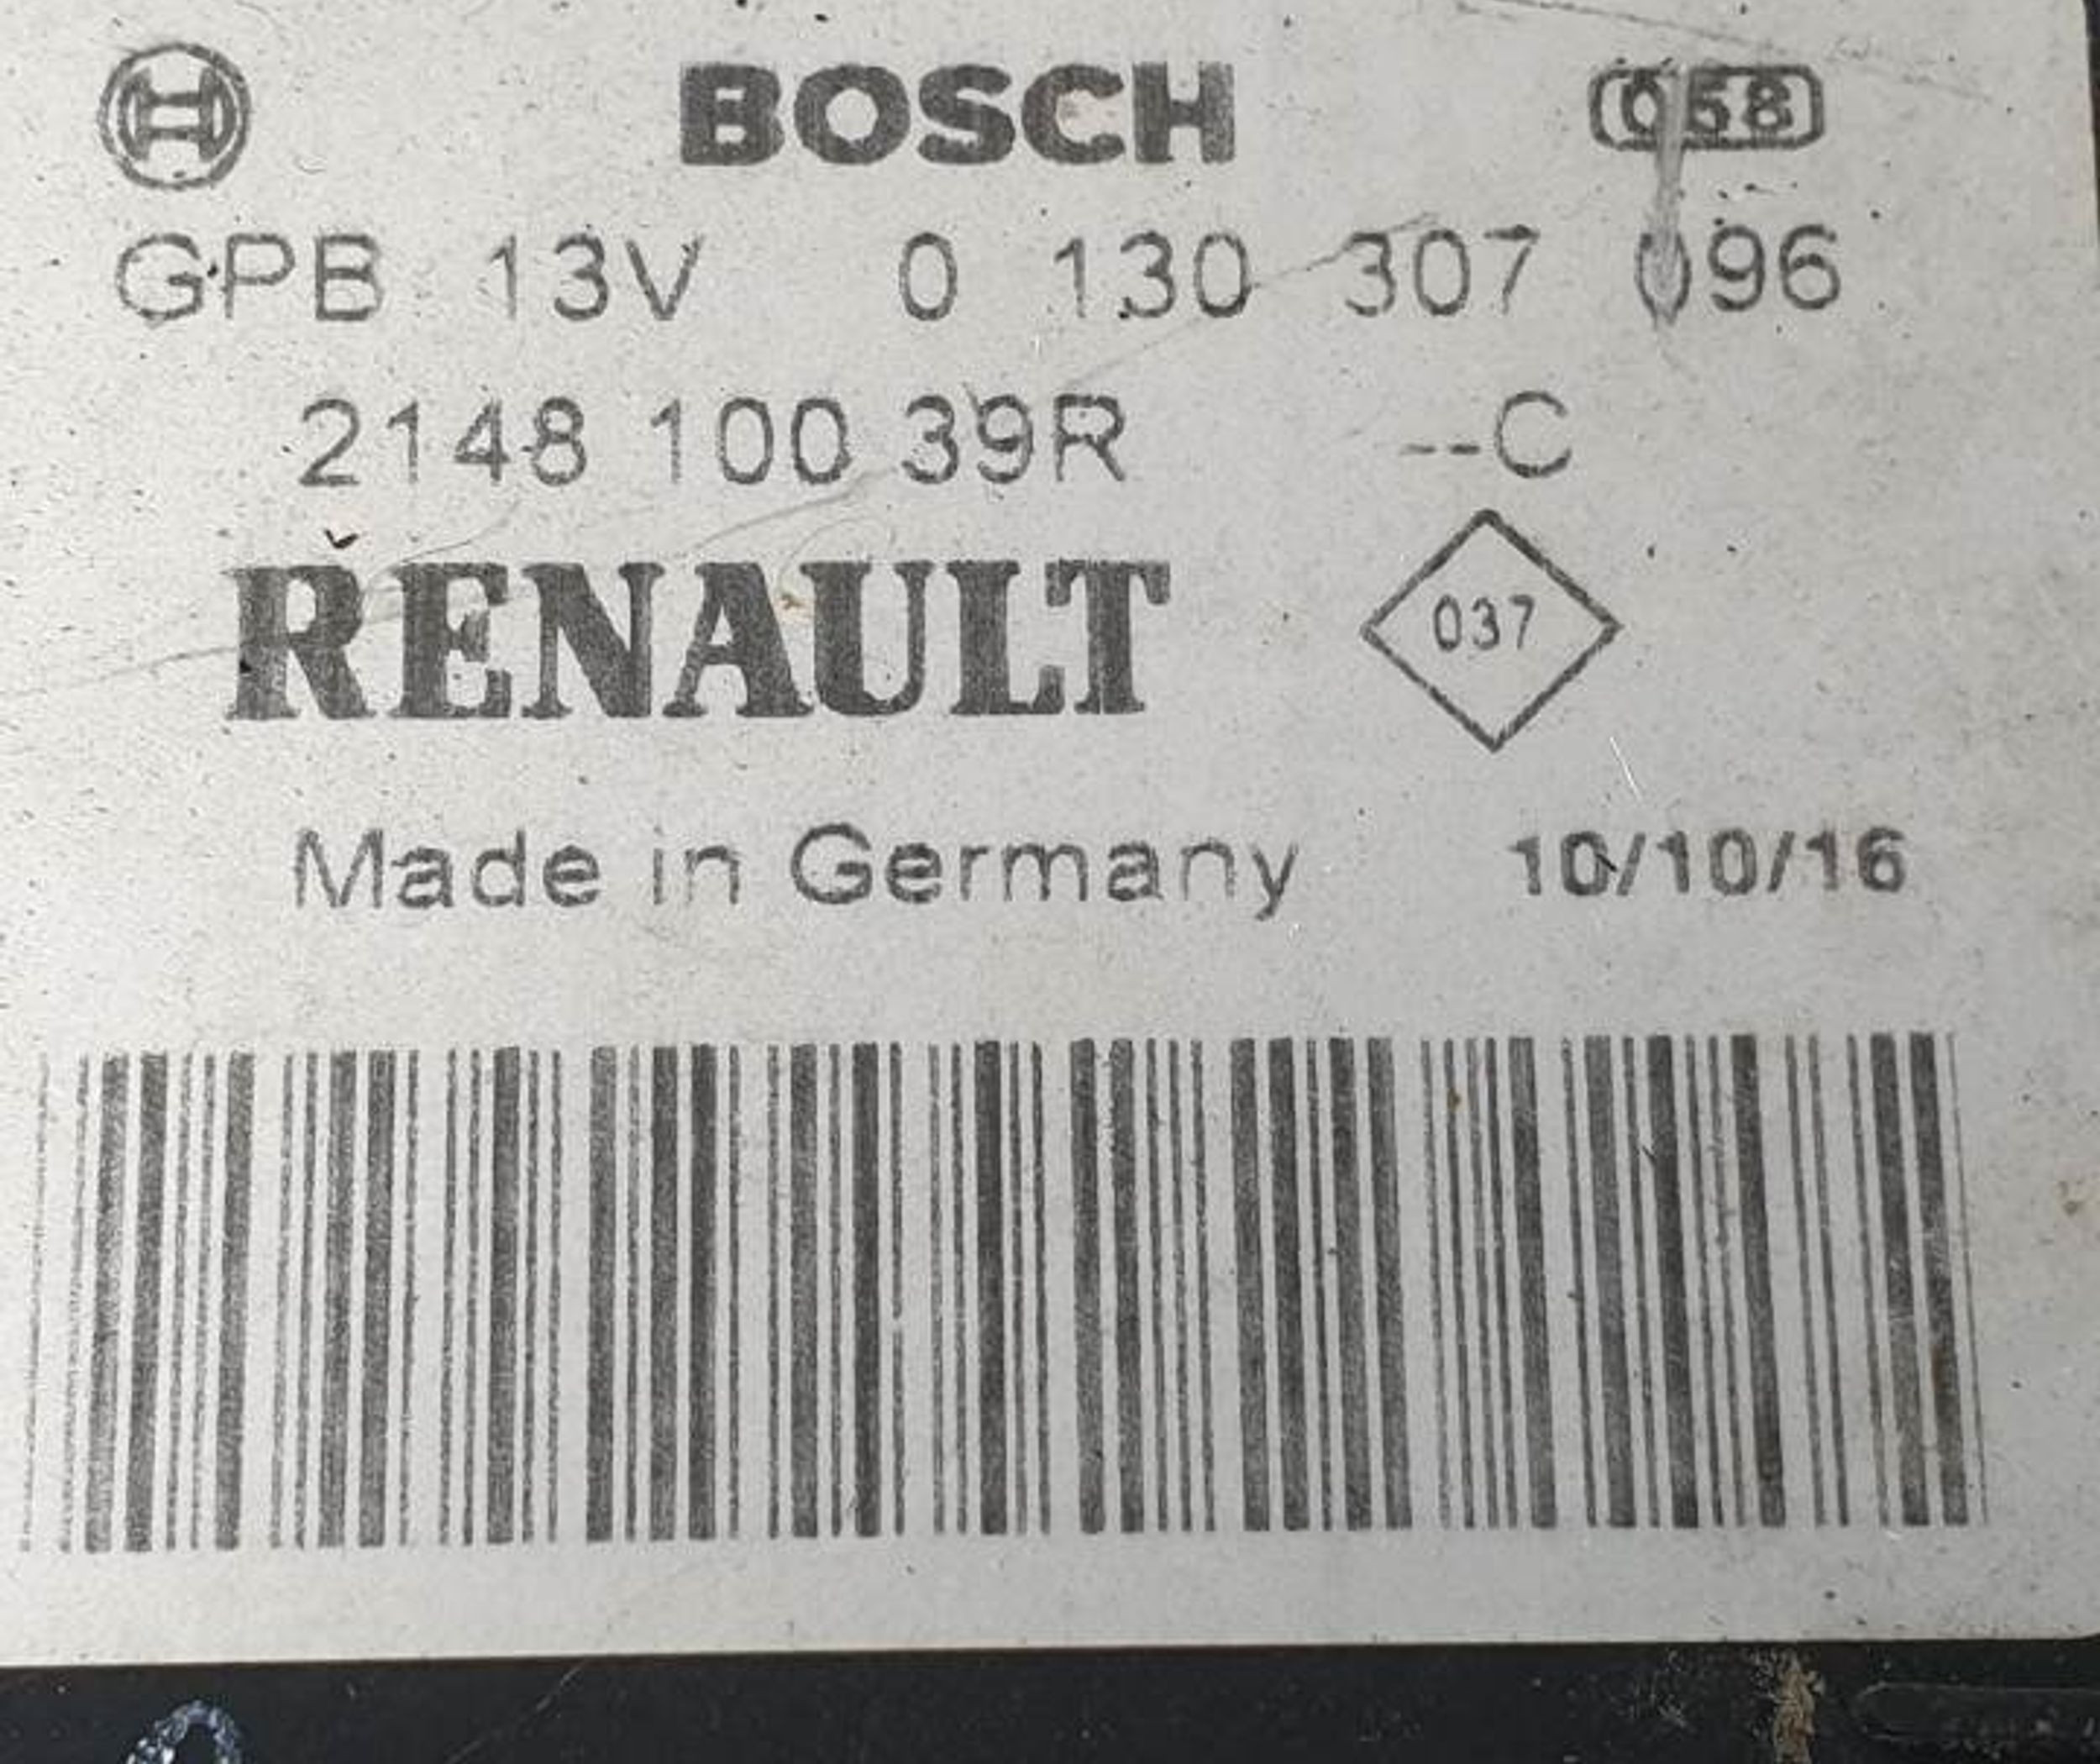 BOSCH 058
GPB 13V 0 130 307 096
2148 100 39R --C
RENAULT 037
Made in Germany 10/10/16